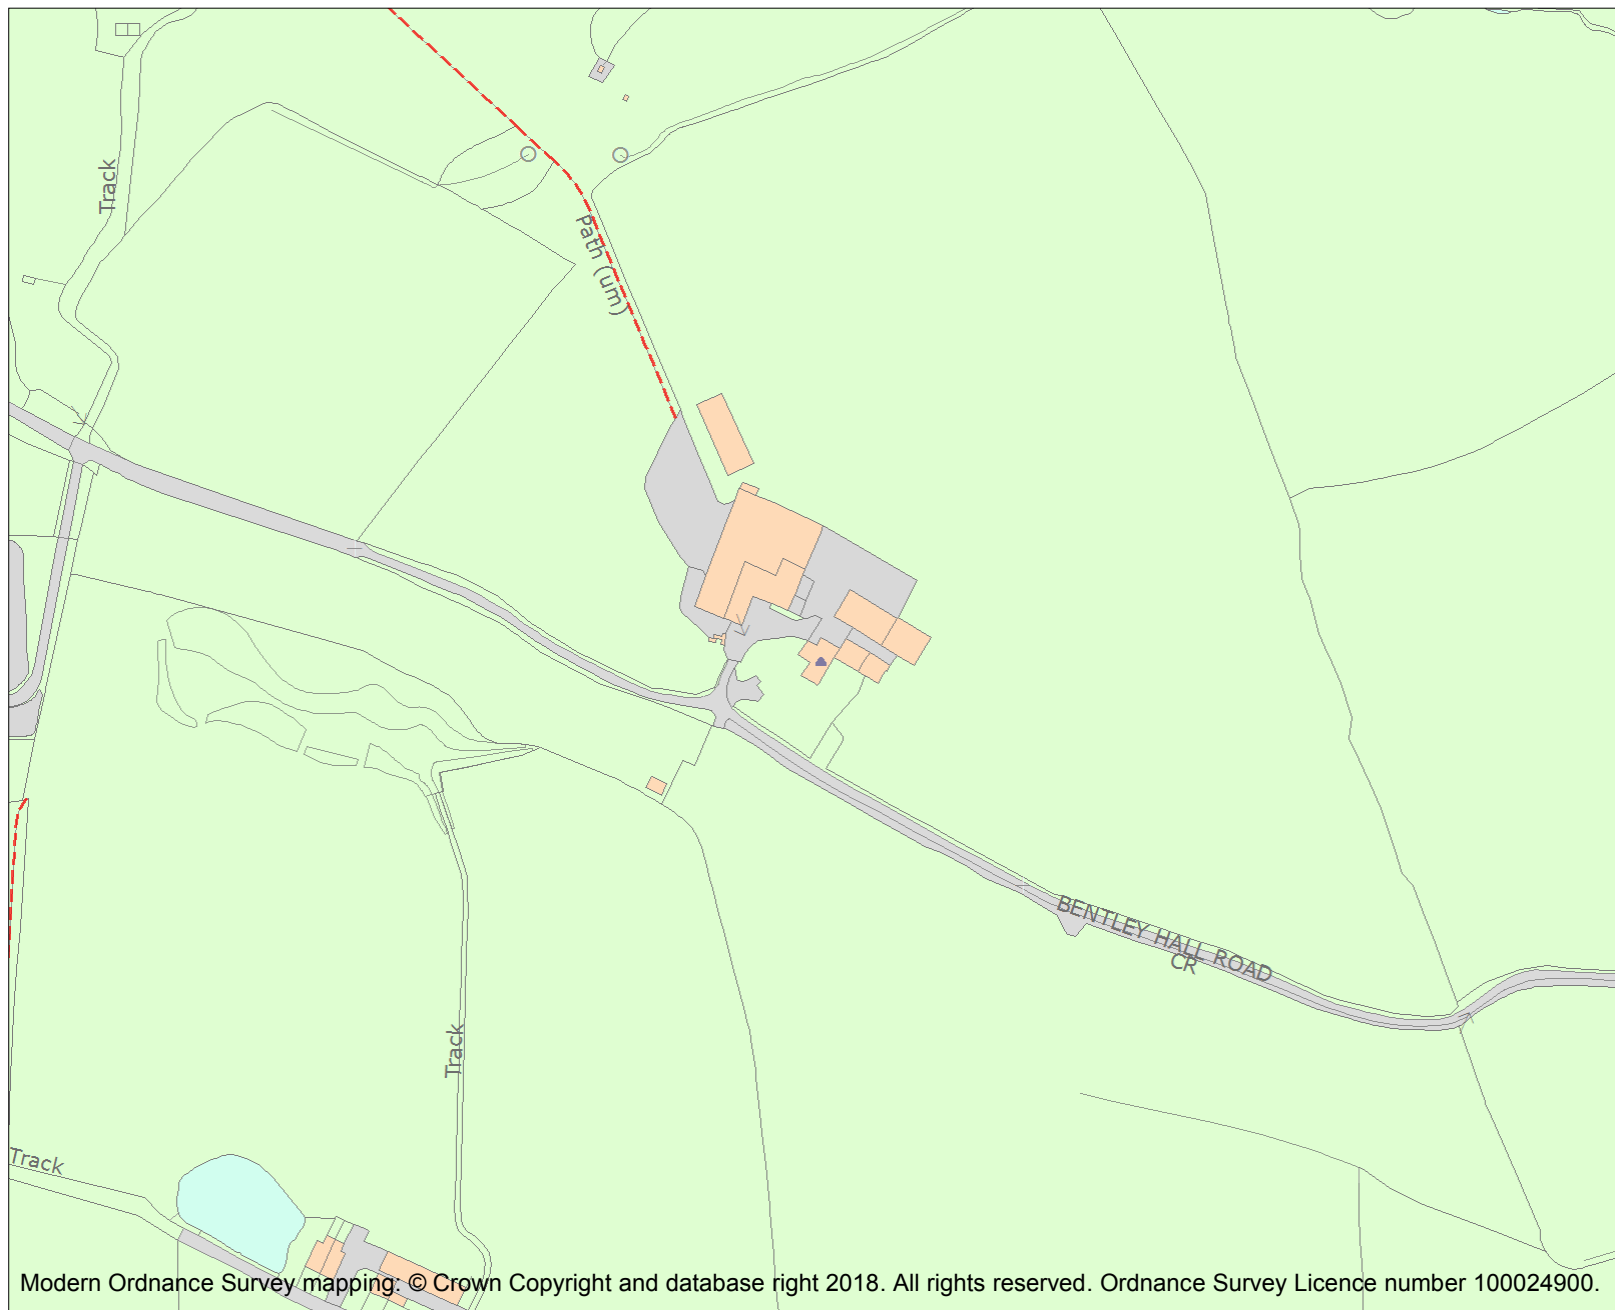 Track
Path (um)
BENTLEY HALL ROAD
CR
Track
Track
Modern Ordnance Survey mapping: © Crown Copyright and database right 2018. All rights reserved. Ordnance Survey Licence number 100024900.